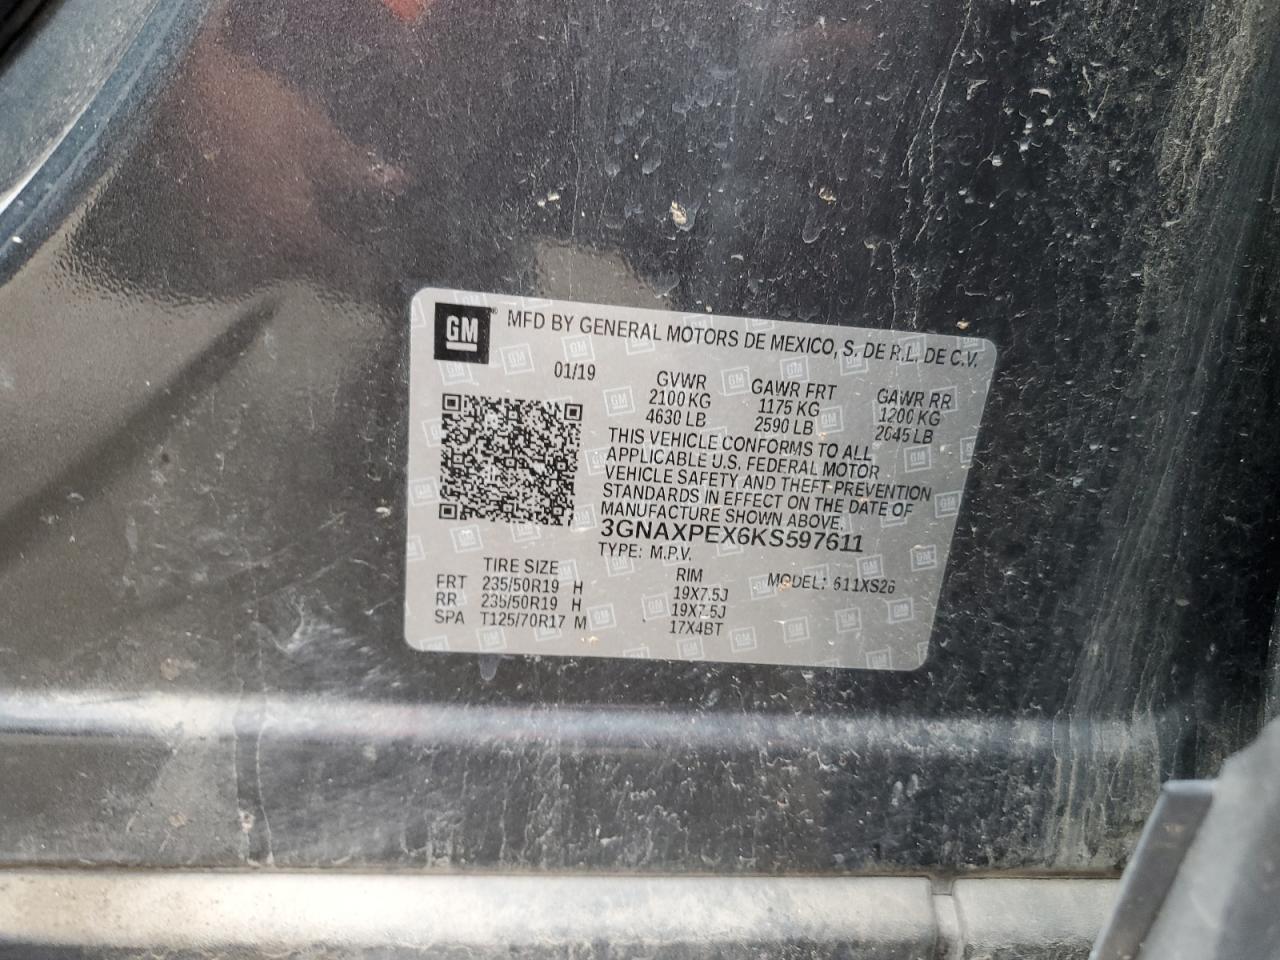 GM
MFD BY GENERAL MOTORS DE MEXICO, S. DE R.L. DE C.V.
01/19
GVWR GAWR FRT GAWR RR
2100 KG 1175 KG 1200 KG
4630 LB 2590 LB 2645 LB
THIS VEHICLE CONFORMS TO ALL
APPLICABLE U.S. FEDERAL MOTOR
VEHICLE SAFETY AND THEFT PREVENTION
STANDARDS IN EFFECT ON THE DATE OF
MANUFACTURE SHOWN ABOVE.
3GNAXPEX6KS597611
TYPE: M.P.V.
TIRE SIZE RIM MODEL: 611XS26
FRT 235/50R19 H 19X7.5J
RR 235/50R19 H 19X7.5J
SPA T125/70R17 M 17X4BT